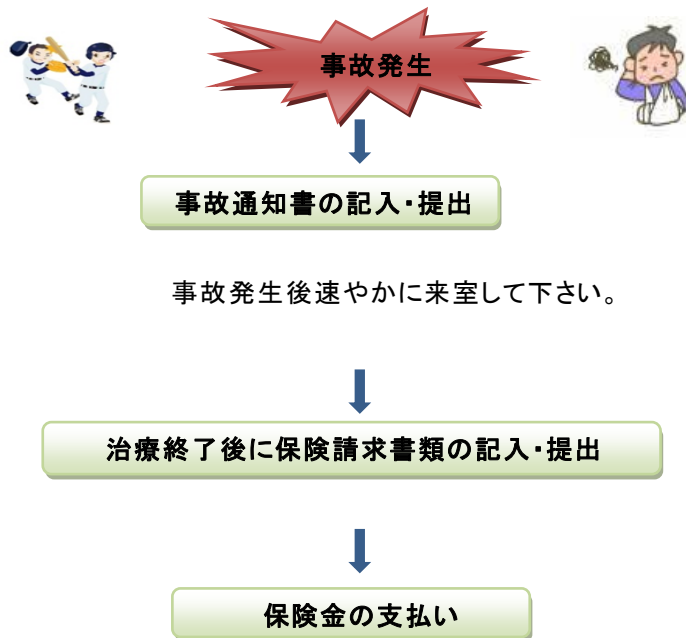 事故発生
事故通知書の記入・提出
事故発生後速やかに来室して下さい。
治療終了後に保険請求書類の記入・提出
保険金の支払い